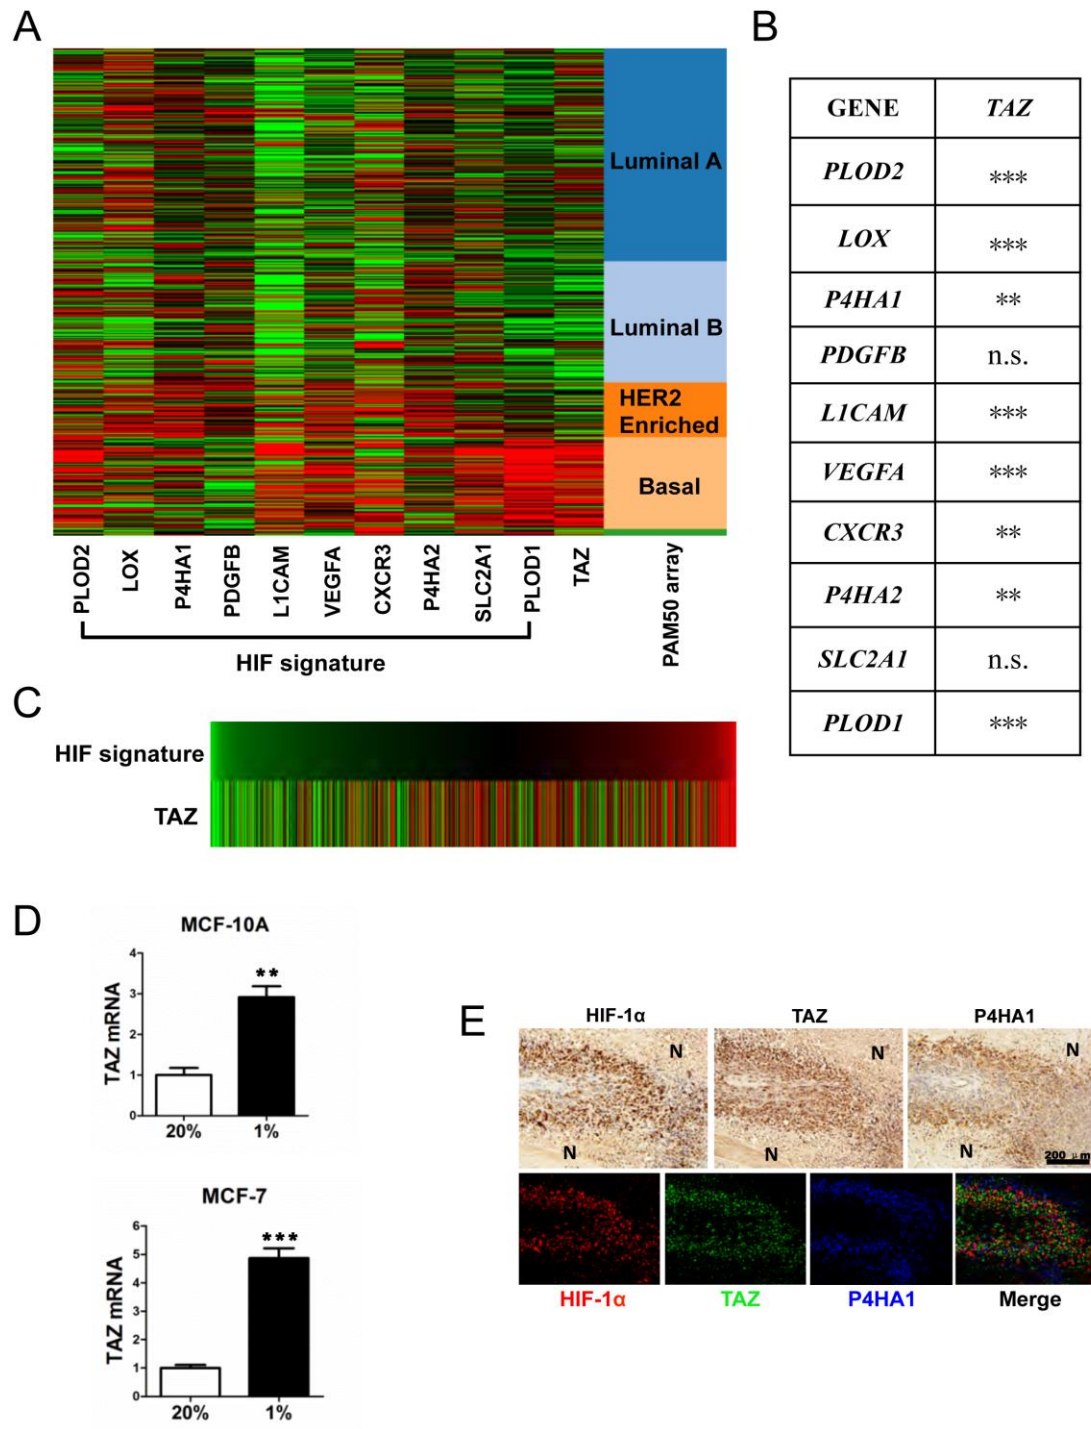 A
Luminal A
Luminal B
HER2
Enriched
Basal
PLOD2
LOX
P4HA1
PDGFB
L1CAM
VEGFA
CXCR3
P4HA2
SLC2A1
PLOD1
TAZ
PAM50 array
HIF signature
B
GENE TAZ
PLOD2 ***
LOX ***
P4HA1 **
PDGFB n.s.
L1CAM ***
VEGFA ***
CXCR3 **
P4HA2 **
SLC2A1 n.s.
PLOD1 ***
C
HIF signature
TAZ
D
MCF-10A
TAZ mRNA
4
3
2
1
0
**
20% 1%
MCF-7
TAZ mRNA
6
5
4
3
2
1
0
***
20% 1%
E
HIF-1α TAZ P4HA1
N N N
N N N
200 μm
HIF-1α TAZ P4HA1 Merge